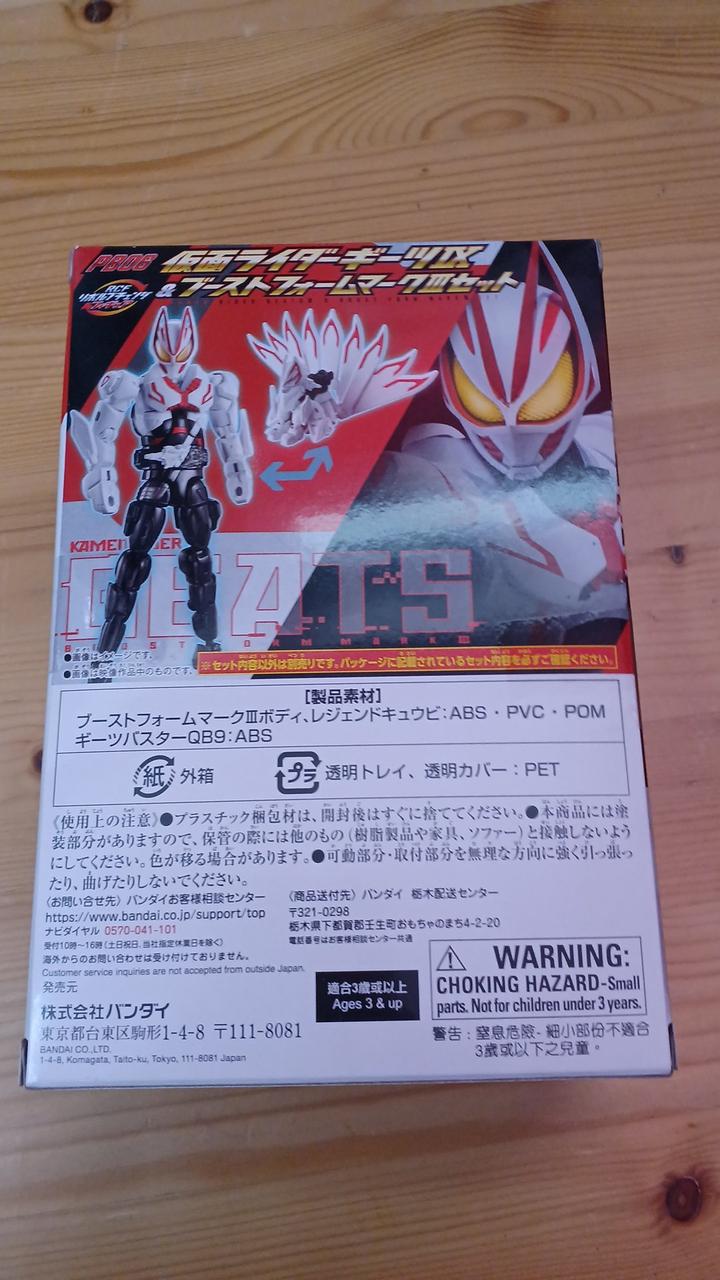 PB08
仮面ライダーギーツIX
RCF
リボルブチェンジ
フィギュア
&ブーストフォームマークIIIセット
KAMEN RIDER
GEATS
BOOST FORM MARK III
●画像はイメージです。
●画像は映像作品中のものです。
※セット内容以外は別売りです。パッケージに記載されているセット内容を必ずご確認ください。
【製品素材】
ブーストフォームマークⅢボディ、レジェンドキュウビ：ABS・PVC・POM
ギーツバスターQB9：ABS
紙 外箱
プラ 透明トレイ、透明カバー：PET
《使用上の注意》●プラスチック梱包材は、開封後はすぐに捨ててください。●本商品には塗
装部分がありますので、保管の際には他のもの（樹脂製品や家具、ソファー）と接触しないよう
にしてください。色が移る場合があります。●可動部分・取付部分を無理な方向に強く引っ張っ
たり、曲げたりしないでください。
〈お問い合せ先〉バンダイお客様相談センター
https://www.bandai.co.jp/support/top
ナビダイヤル 0570-041-101
受付10時～16時（土日祝日、当社指定休業日を除く）
海外からのお問い合せは受け付けておりません。
Customer service inquiries are not accepted from outside Japan.
〈商品送付先〉バンダイ 栃木配送センター
〒321-0298
栃木県下都賀郡壬生町おもちゃのまち4-2-20
電話番号はお客様相談センター共通
発売元
株式会社バンダイ
東京都台東区駒形1-4-8 〒111-8081
BANDAI CO.,LTD.
1-4-8, Komagata, Taito-ku, Tokyo, 111-8081 Japan
適合3歳或以上
Ages 3 & up
WARNING:
CHOKING HAZARD-Small
parts. Not for children under 3 years.
警告：窒息危險-細小部份不適合
3歲或以下之兒童。